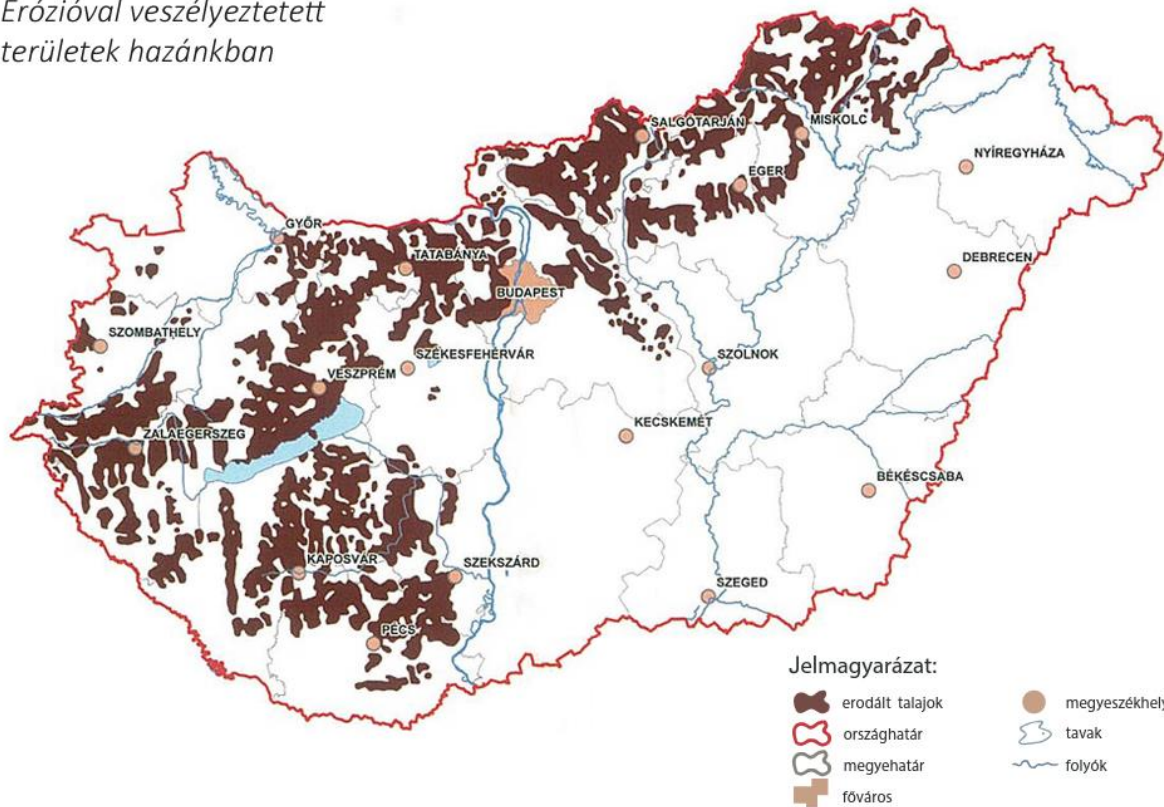 Erózióval veszélyeztetett
területek hazánkban
SALGÓTARJÁN
MISKOLC
NYÍREGYHÁZA
EGER
GYŐR
TATABÁNYA
DEBRECEN
BUDAPEST
SZOMBATHELY
SZÉKESFEHÉRVÁR
SZOLNOK
VESZPRÉM
ZALAEGERSZEG
KECSKEMÉT
BÉKÉSCSABA
KAPOSVÁR
SZEKSZÁRD
SZEGED
PÉCS
Jelmagyarázat:
erodált talajok
megyeszékhely
országhatár
tavak
megyehatár
folyók
főváros